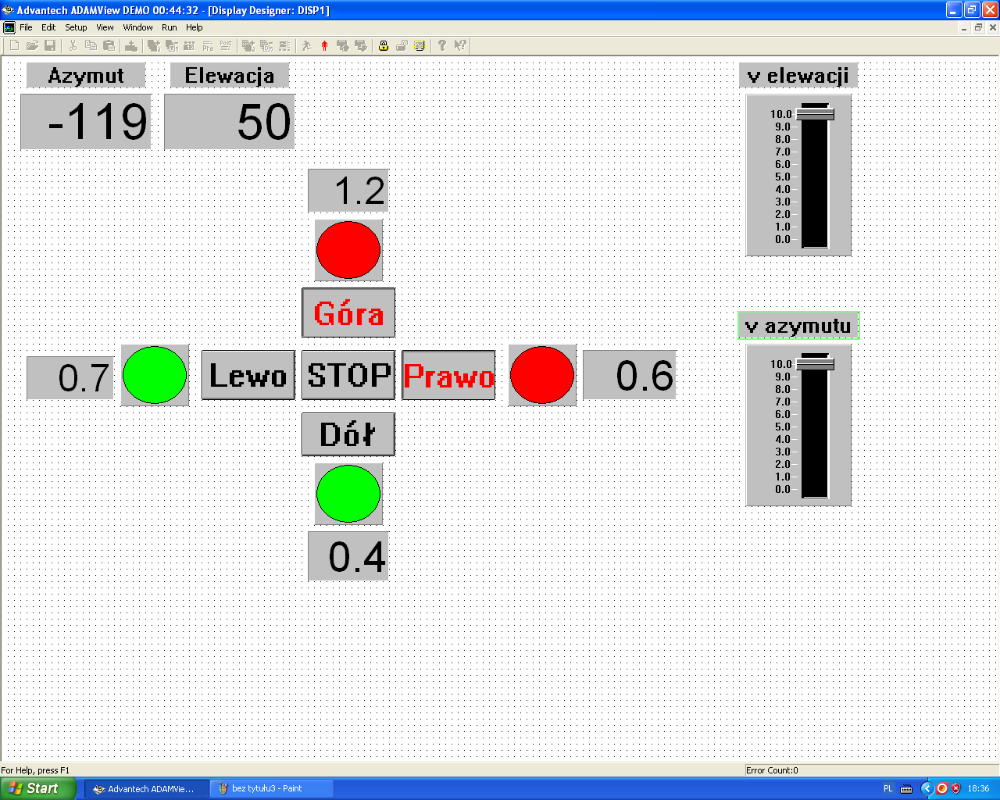 Advantech ADAMView DEMO 00:44:32 - [Display Designer: DISP1]
File Edit Setup View Window Run Help
Azymut Elewacja v elewacji
-119 50
10.0
9.0
8.0
7.0
6.0
5.0
4.0
3.0
2.0
1.0
0.0
1.2
Góra
v azymutu
0.7 Lewo STOP Prawo 0.6
10.0
9.0
8.0
7.0
6.0
5.0
4.0
3.0
2.0
1.0
0.0
Dół
0.4
For Help, press F1 Error Count:0
Start Advantech ADAMVie... bez tytułu3 - Paint PL 18:36